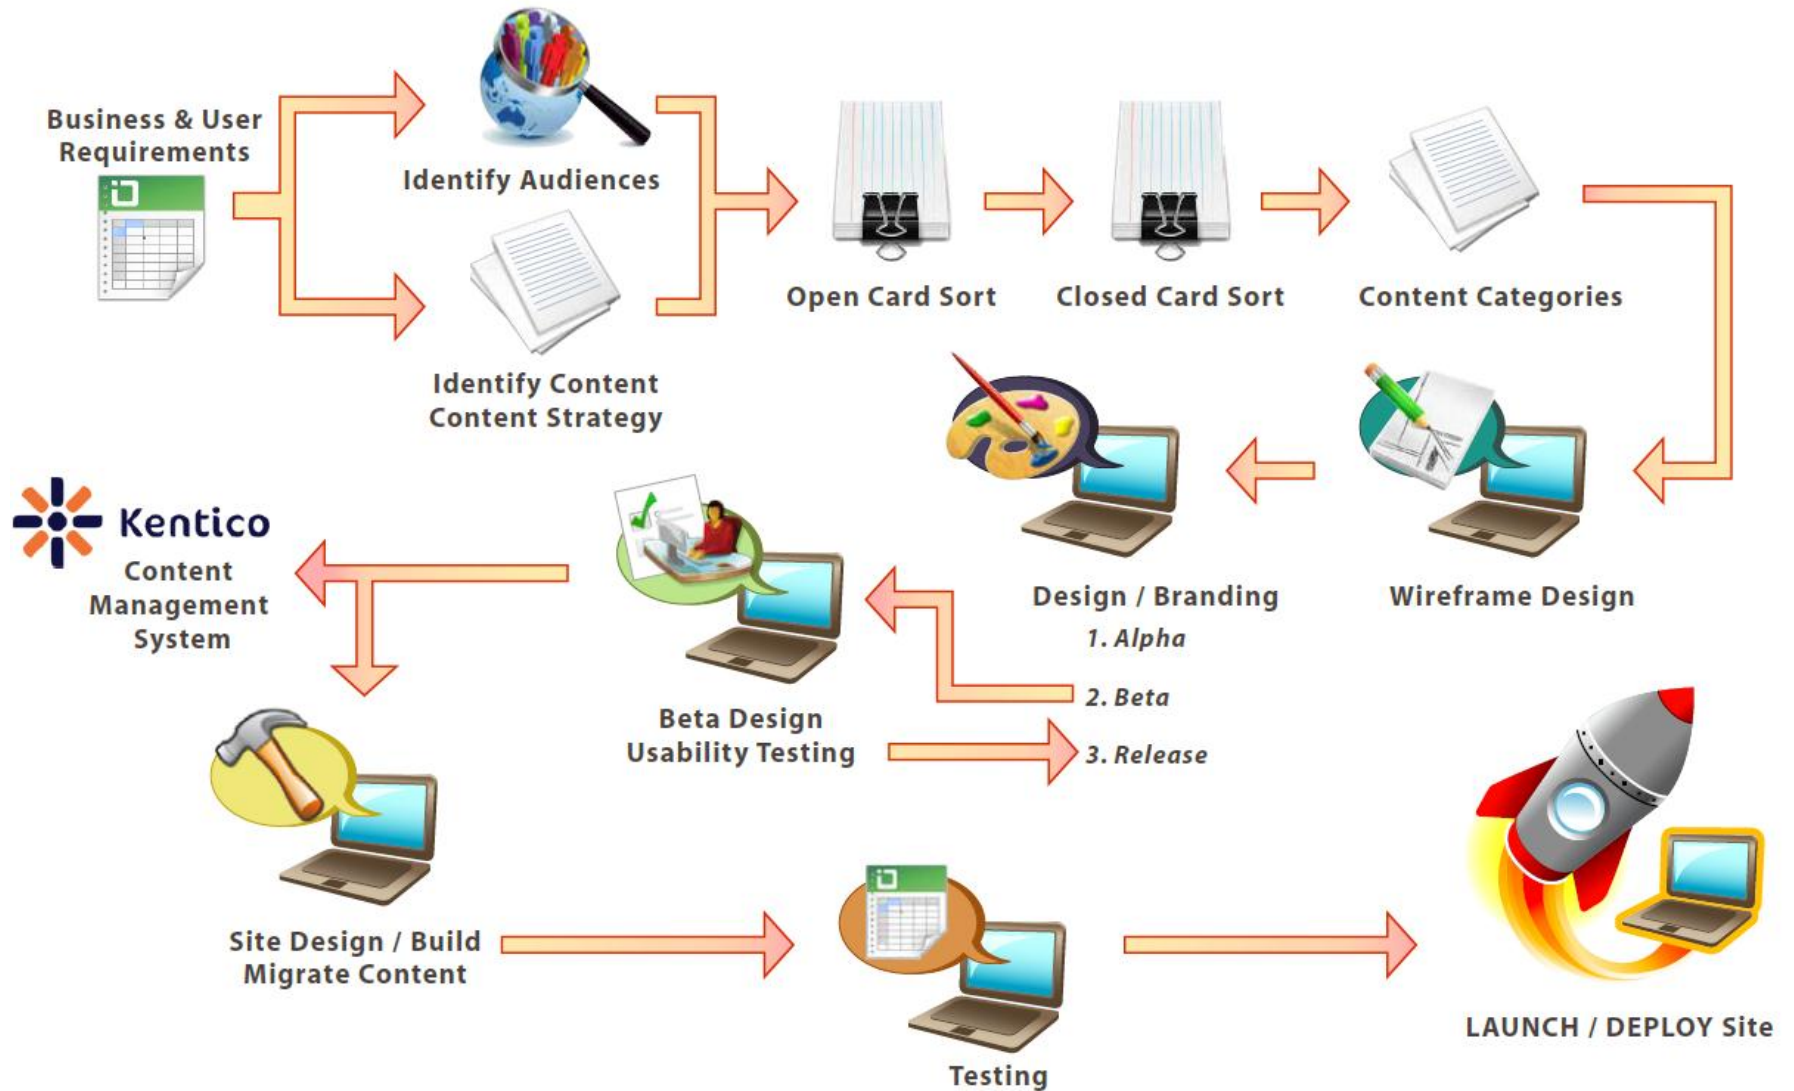 Business & User
Requirements
Identify Audiences
Identify Content
Content Strategy
Open Card Sort
Closed Card Sort
Content Categories
Wireframe Design
Design / Branding
1. Alpha
2. Beta
3. Release
Beta Design
Usability Testing
Kentico
Content
Management
System
Site Design / Build
Migrate Content
Testing
LAUNCH / DEPLOY Site